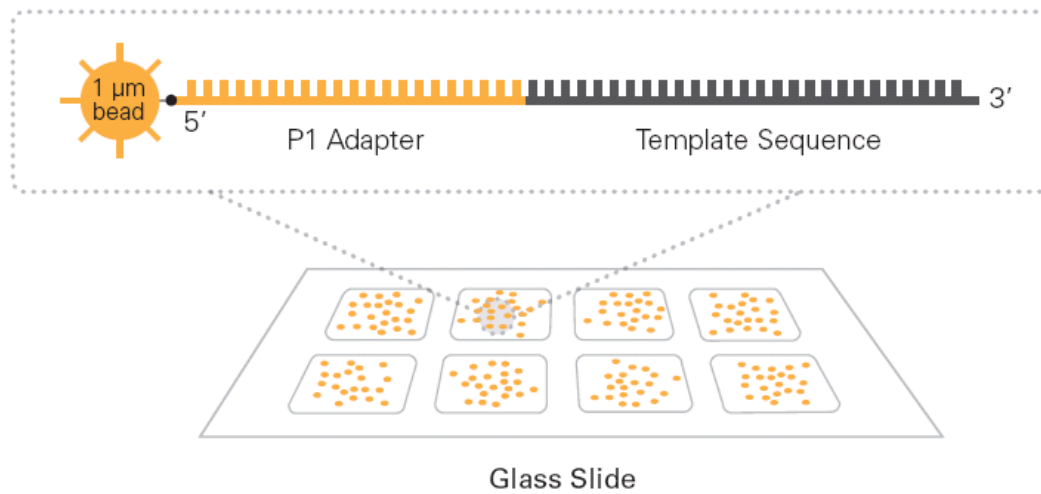 1 µm
bead
5′
3′
P1 Adapter
Template Sequence
Glass Slide